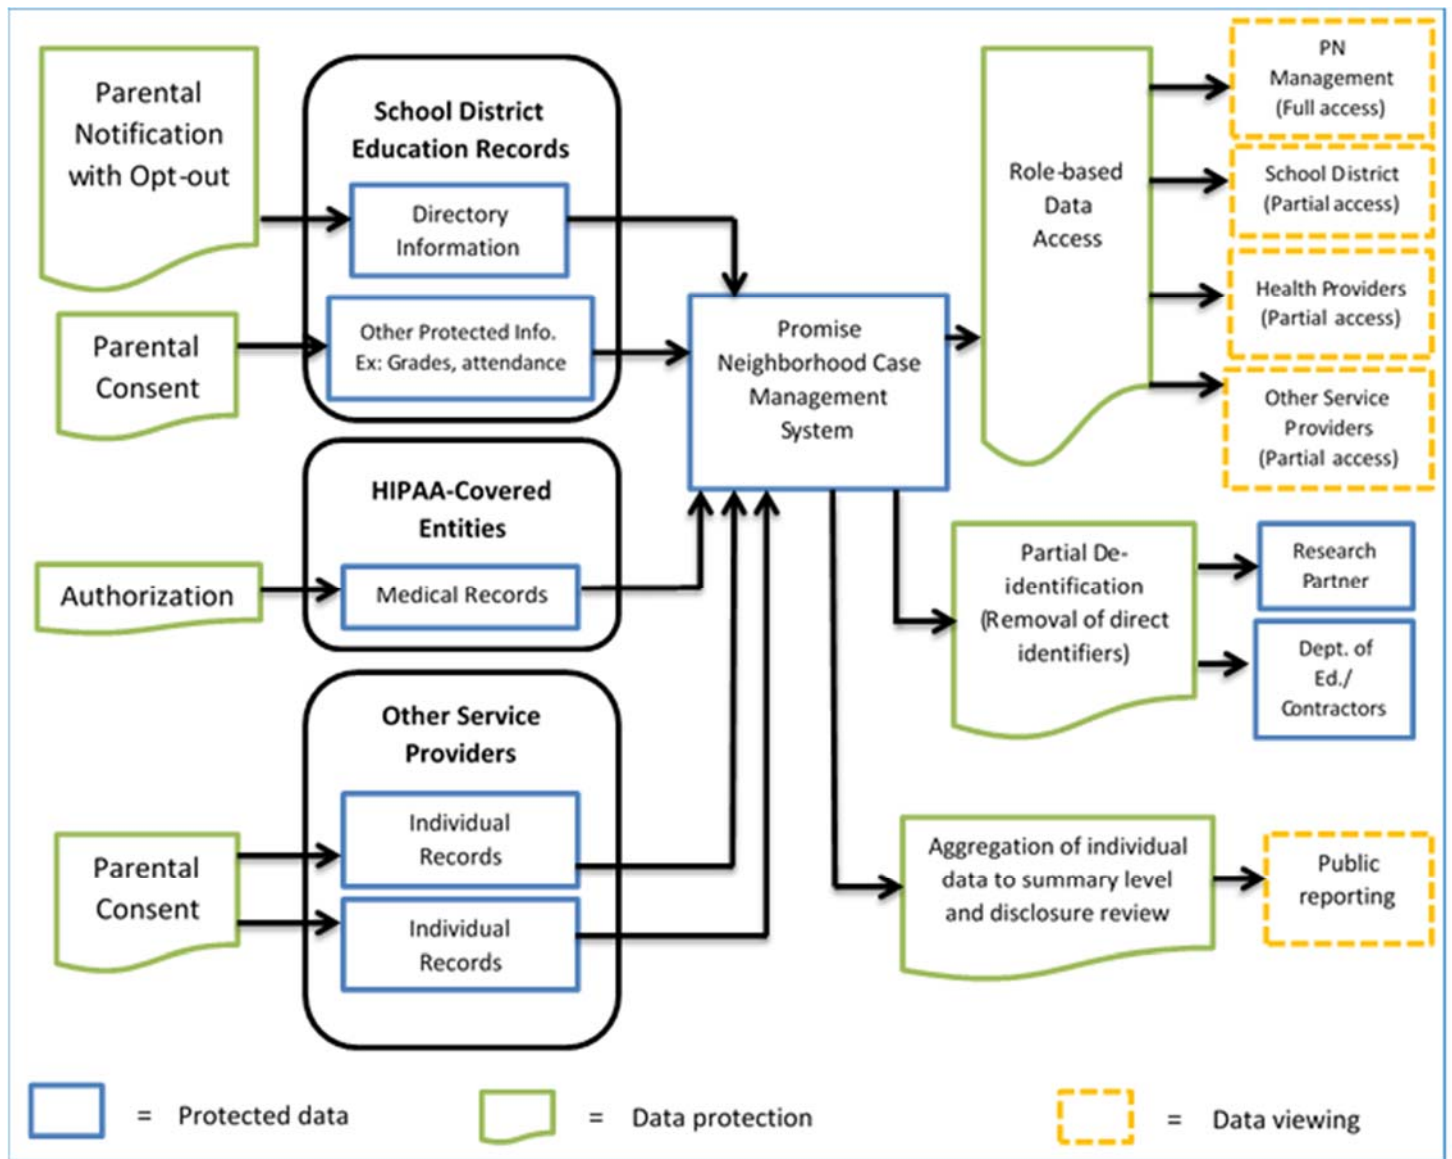 Parental
Notification
with Opt-out
School District
Education Records
Directory
Information
Parental
Consent
Other Protected Info.
Ex: Grades, attendance
HIPAA-Covered
Entities
Authorization
Medical Records
Other Service
Providers
Parental
Consent
Individual
Records
Individual
Records
Promise
Neighborhood Case
Management
System
Role-based
Data
Access
PN
Management
(Full access)
School District
(Partial access)
Health Providers
(Partial access)
Other Service
Providers
(Partial access)
Partial De-
identification
(Removal of direct
identifiers)
Research
Partner
Dept. of
Ed./
Contractors
Aggregation of individual
data to summary level
and disclosure review
Public
reporting
= Protected data
= Data protection
= Data viewing